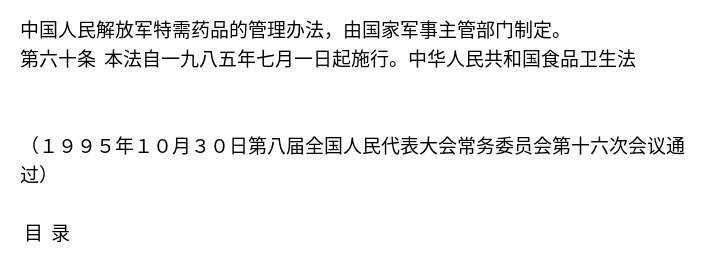 中国人民解放军特需药品的管理办法，由国家军事主管部门制定。
第六十条 本法自一九八五年七月一日起施行。中华人民共和国食品卫生法
（１９９５年１０月３０日第八届全国人民代表大会常务委员会第十六次会议通
过）
目 录